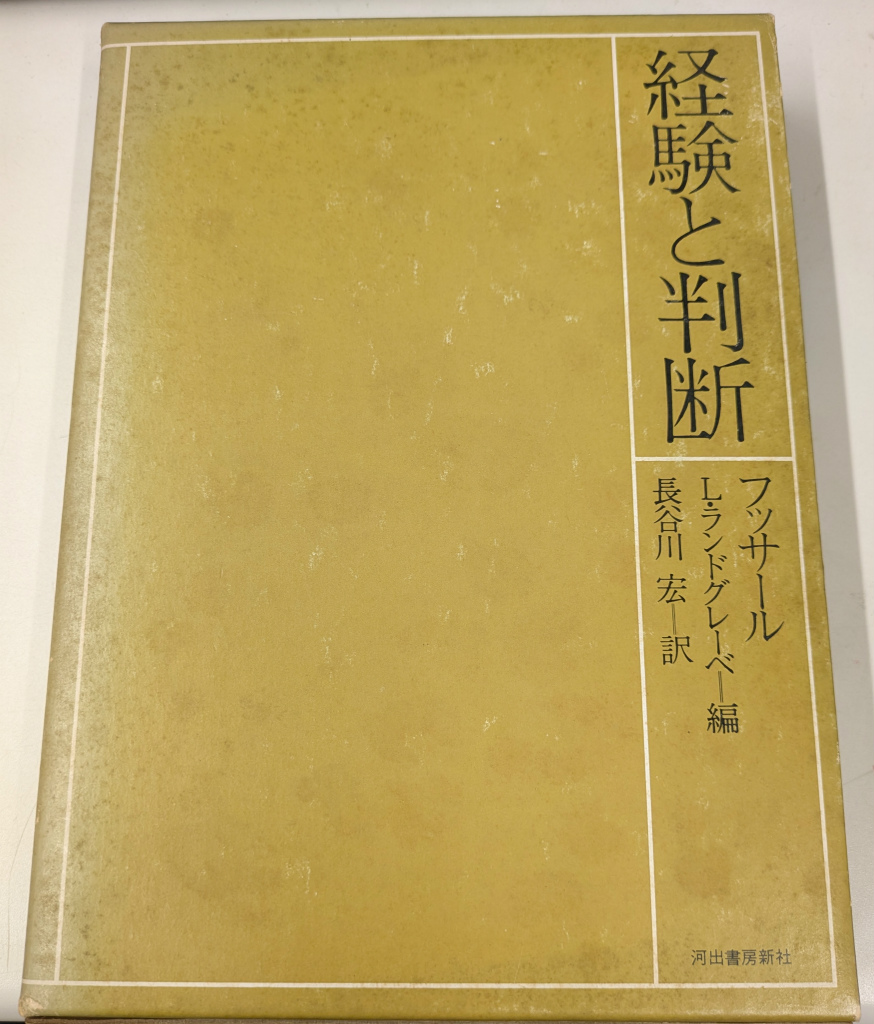 経験と判断
フッサール
L・ランドグレーベ=編
長谷川 宏=訳
河出書房新社